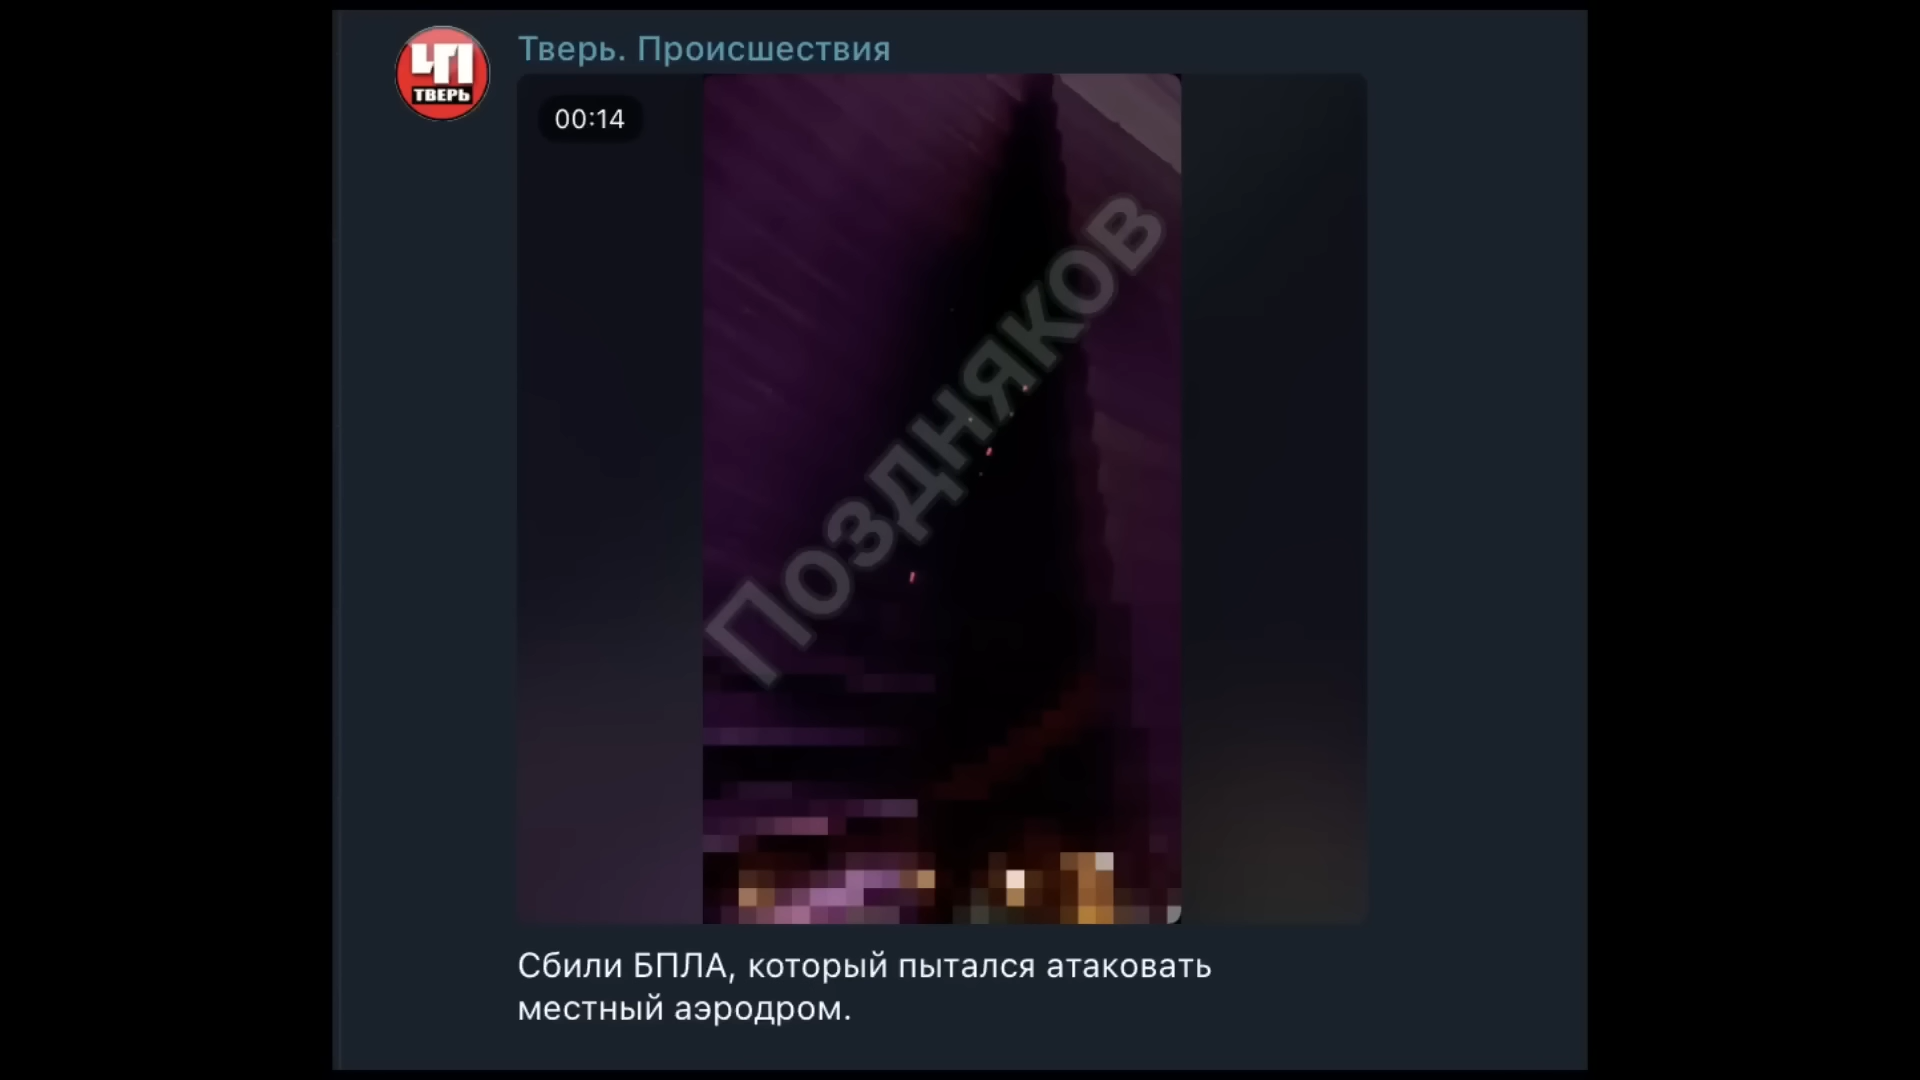 ЧП
ТВЕРЬ
Тверь. Происшествия
00:14
Поздняков
Сбили БПЛА, который пытался атаковать
местный аэродром.